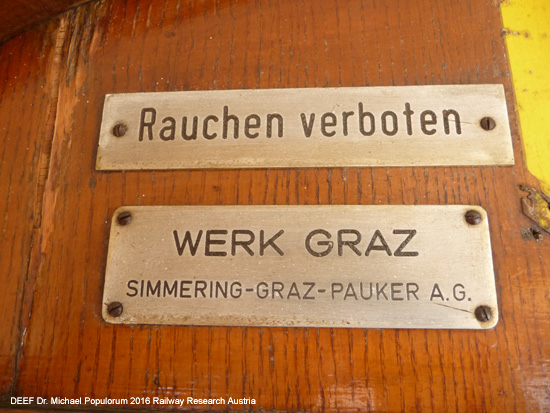 Rauchen verboten
WERK GRAZ
SIMMERING-GRAZ-PAUKER A.G.
DEEF Dr. Michael Populorum 2016 Railway Research Austria